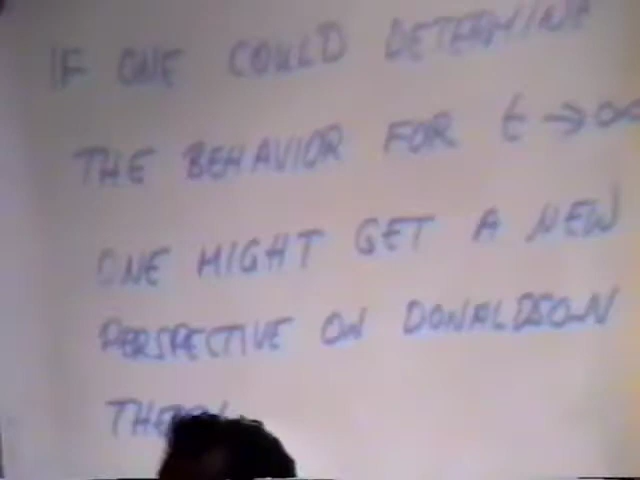 IF ONE COULD DETERMINE
THE BEHAVIOR FOR t → ∞
ONE MIGHT GET A NEW
PERSPECTIVE ON DONALDSON